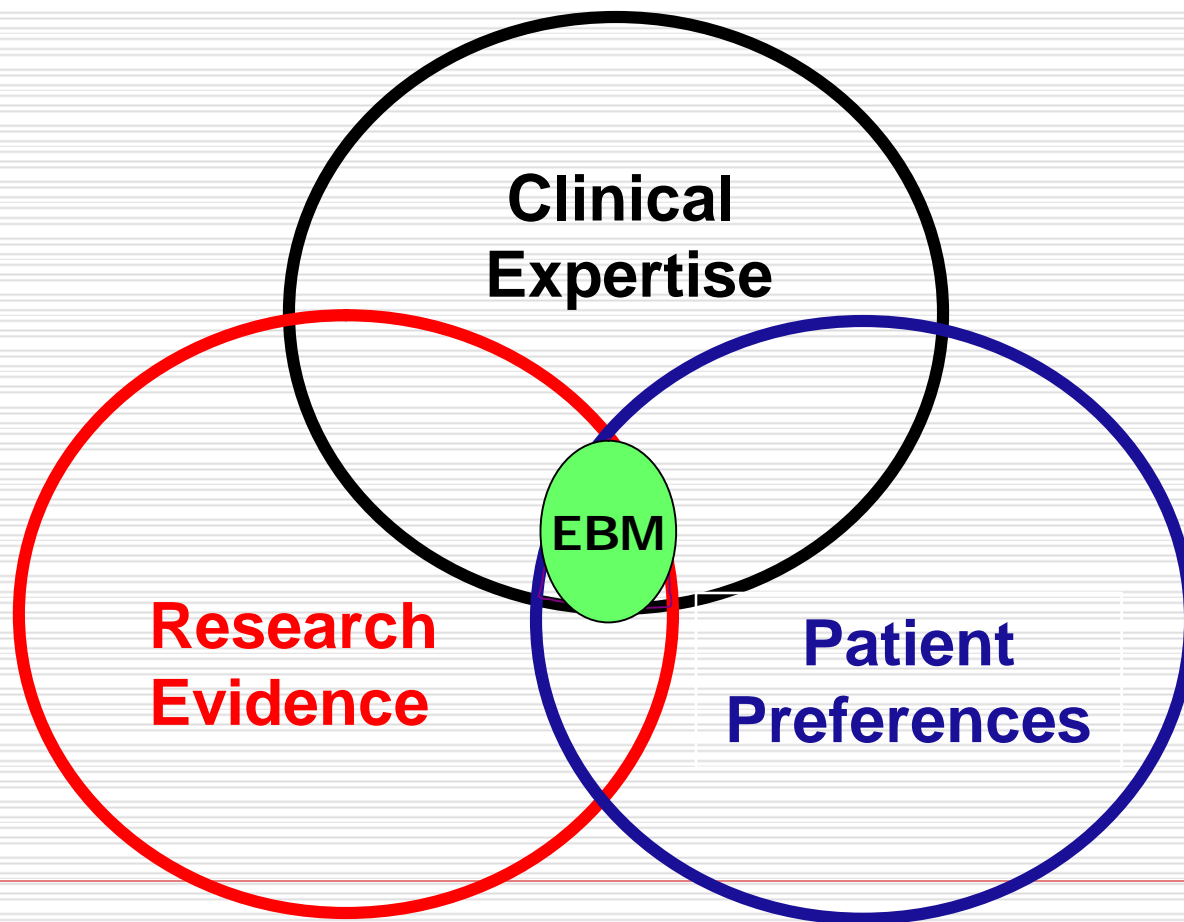 Clinical
Expertise
EBM
Research
Evidence
Patient
Preferences